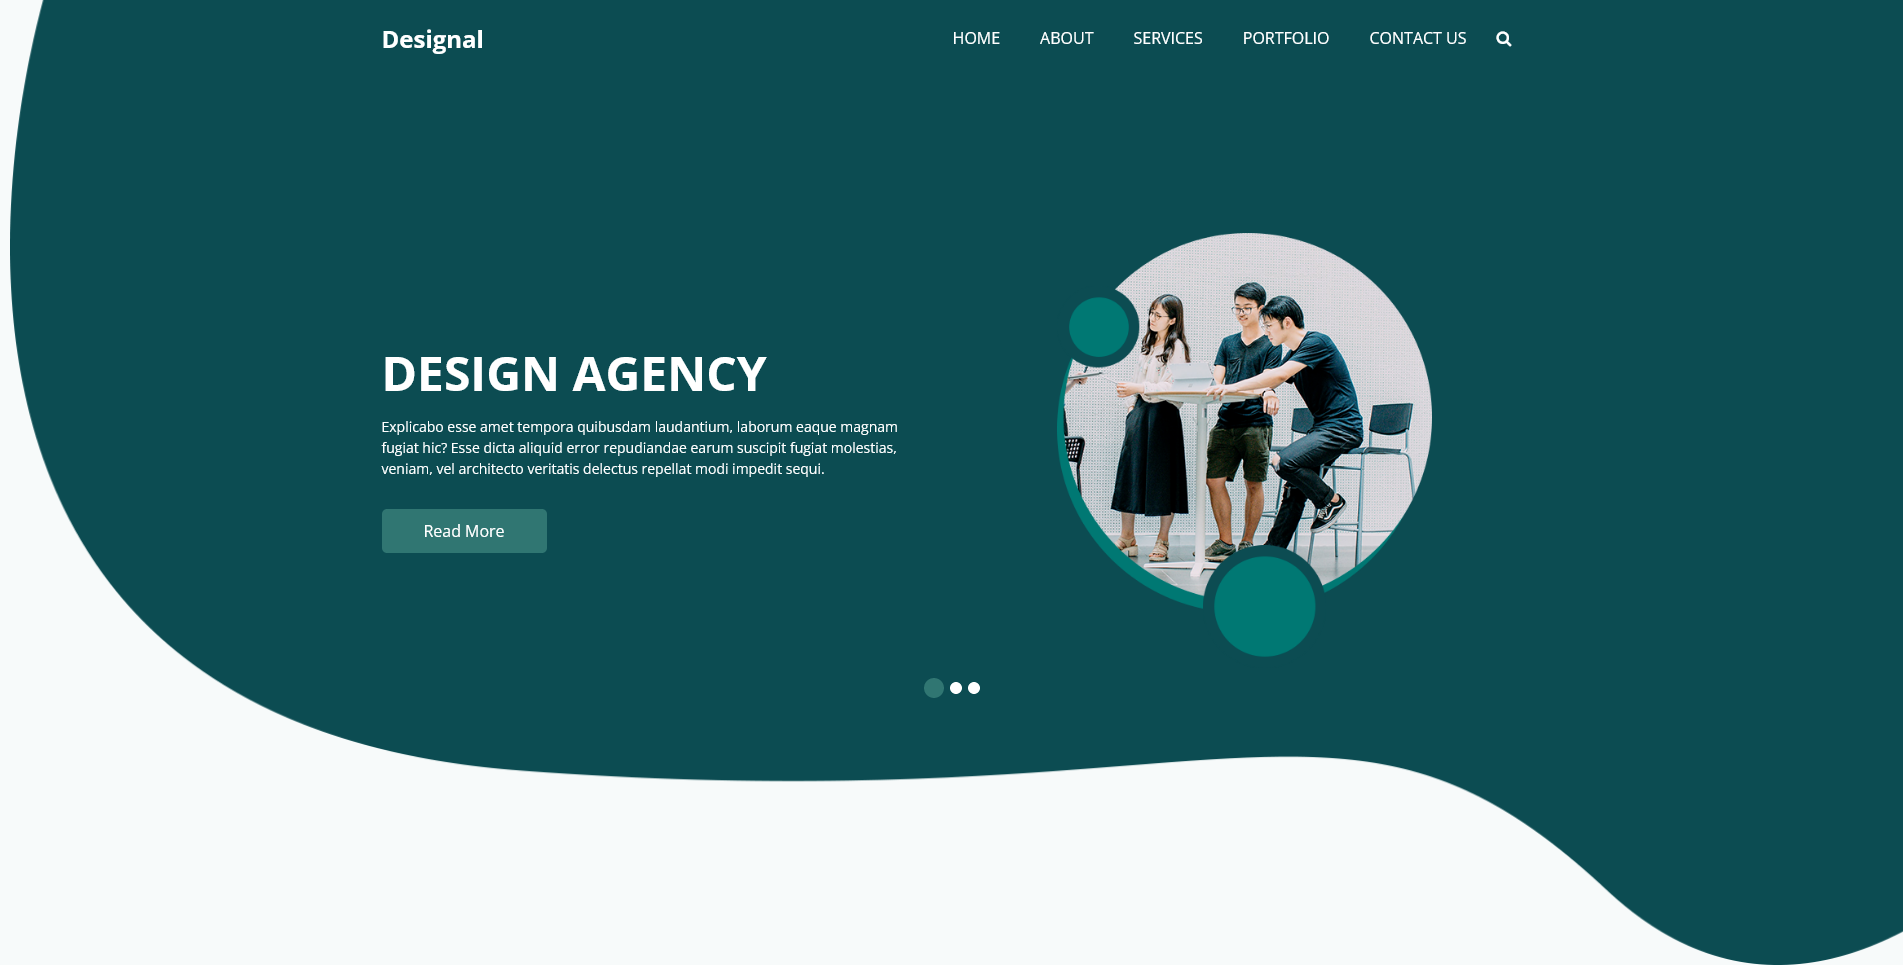 Designal
HOME ABOUT SERVICES PORTFOLIO CONTACT US
DESIGN AGENCY
Explicabo esse amet tempora quibusdam laudantium, laborum eaque magnam
fugiat hic? Esse dicta aliquid error repudiandae earum suscipit fugiat molestias,
veniam, vel architecto veritatis delectus repellat modi impedit sequi.
Read More